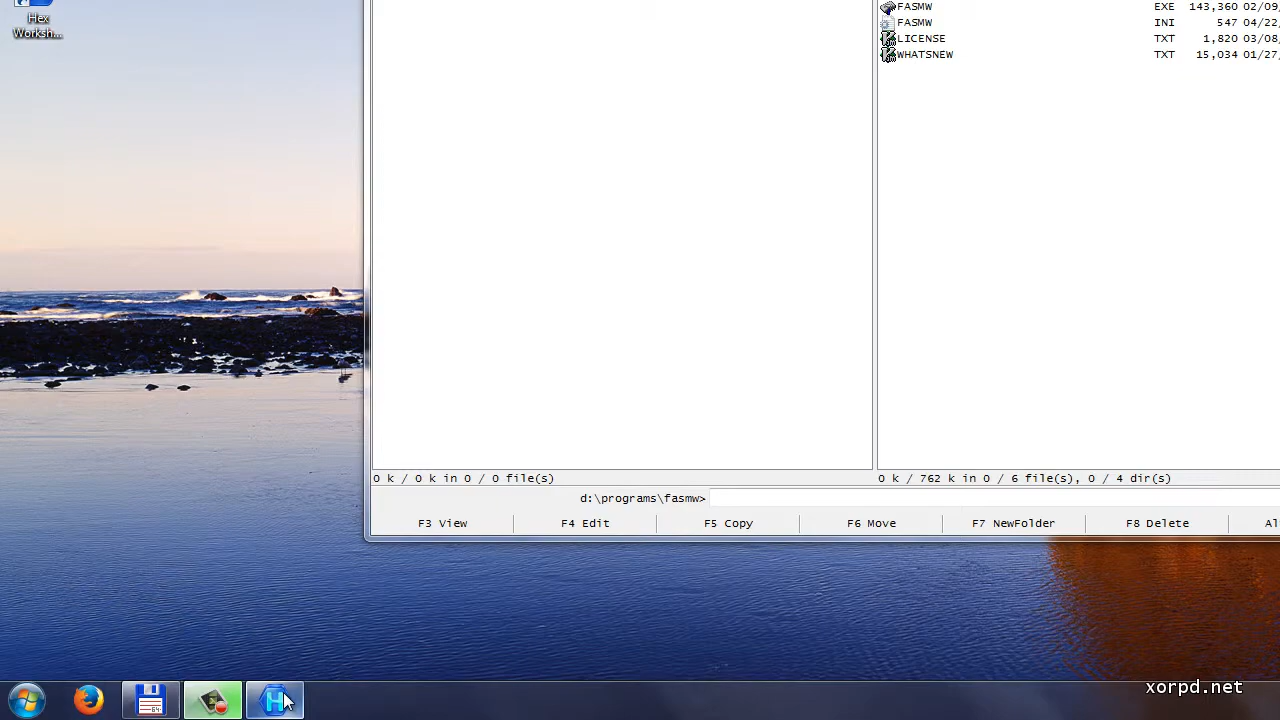 Hex
Worksh...
FASMW EXE 143,360 02/09/
FASMW INI 547 04/22/
LICENSE TXT 1,820 03/08/
WHATSNEW TXT 15,034 01/27/
0 k / 0 k in 0 / 0 file(s)
0 k / 762 k in 0 / 6 file(s), 0 / 4 dir(s)
d:\programs\fasmw>
F3 View F4 Edit F5 Copy F6 Move F7 NewFolder F8 Delete Al
64
H
xorpd.net